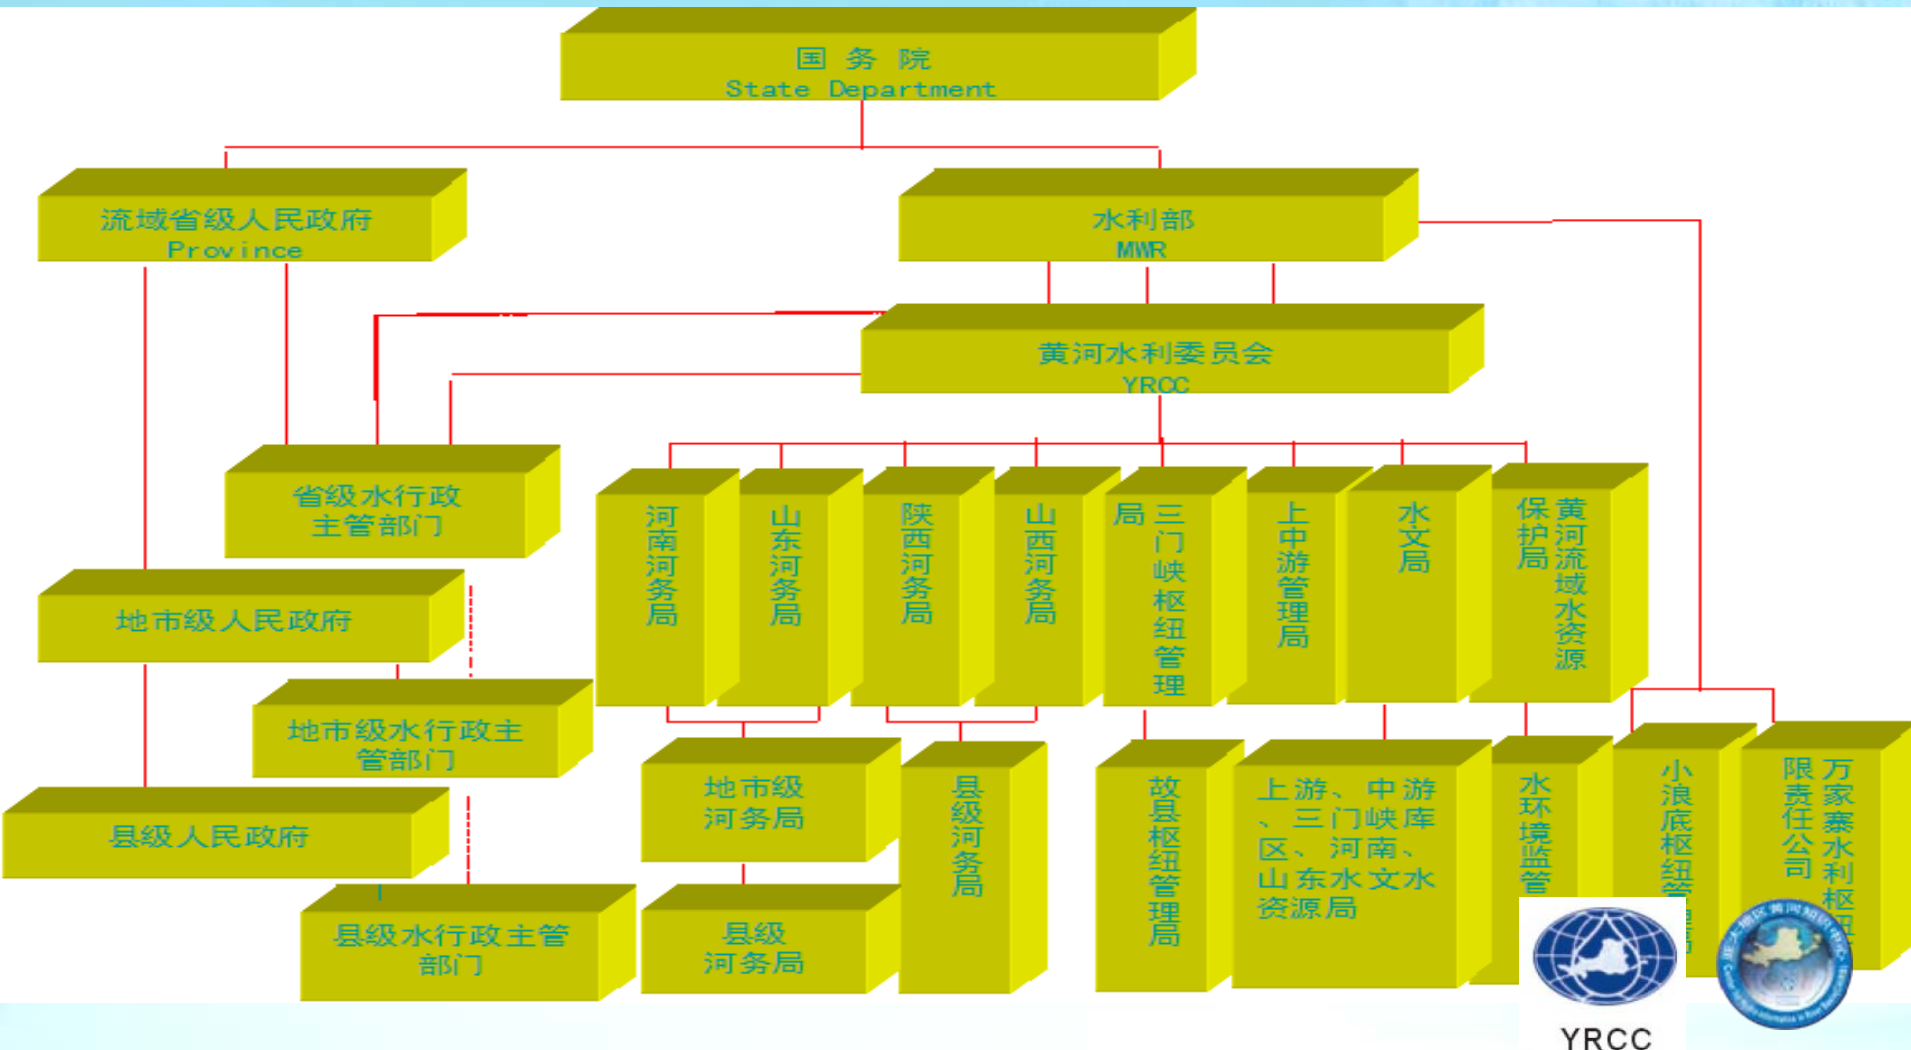 国务院
State Department
流域省级人民政府
Province
水利部
MWR
黄河水利委员会
YRCC
省级水行政
主管部门
河南河务局
山东河务局
陕西河务局
山西河务局
三门峡枢纽管理
局
上中游管理局
水文局
黄河流域水资源
保护局
地市级人民政府
地市级水行政主
管部门
县级人民政府
县级水行政主管
部门
地市级
河务局
县级
河务局
县级河务局
故县枢纽管理局
上游、中游
、三门峡库
区、河南、
山东水文水
资源局
水环境监管
小浪底枢纽管理局
万家寨水利枢纽
限责任公司
YRCC